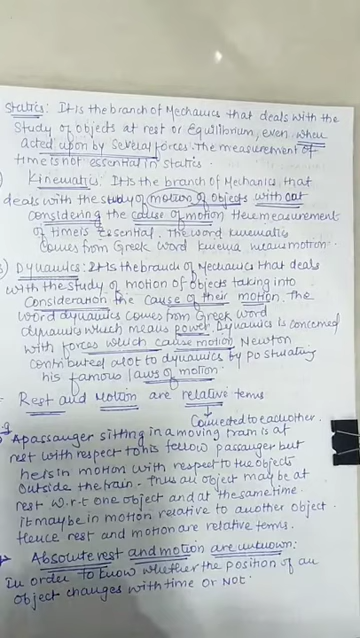 Statics: It is the branch of Mechanics that deals with the
study of objects at rest or Equilibrium, even when
acted upon by several forces. The measurement of
time is not essential in statics.
) Kinematics: It is the branch of Mechanics that
deals with the study of motion of objects with out
considering the cause of motion Here measurements
of time is essential. The word kinematics
comes from Greek word kinema means motion.
3) Dynamics: It is the branch of Mechanics that deals
with the study of motion of objects taking into
Consideration the cause of their motion. The
word dynamics comes from Greek word
dynamis which means power. Dynamics is concerned
with forces which cause motion Newton
contributed a lot to dynamics by postulating
his famous laws of motion.
Rest and Motion are relative terms
Connected to each other.
eg A passanger sitting in a moving train is at
rest with respect to his fellow passanger but
he is in motion with respect to the objects
outside the train. Thus an object may be at
rest w.r.t one object and at the same time
it may be in motion relative to another object.
Hence rest and motion are relative terms.
Absolute rest and motion are unknown:
In order to know whether the position of an
object changes with time or not.